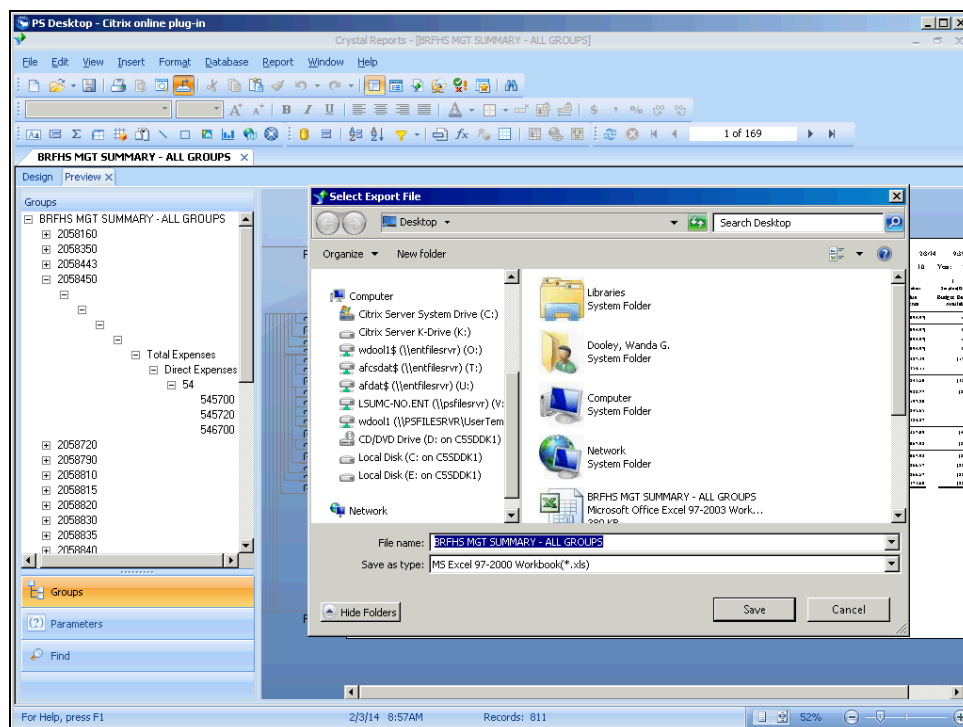 PS Desktop - Citrix online plug-in
Crystal Reports - [BRFHS MGT SUMMARY - ALL GROUPS]
File Edit View Insert Format Database Report Window Help
1 of 169
BRFHS MGT SUMMARY - ALL GROUPS
Design Preview
Groups
BRFHS MGT SUMMARY - ALL GROUPS
2058160
2058350
2058443
2058450
Total Expenses
Direct Expenses
54
545700
545720
546700
2058720
2058790
2058810
2058815
2058820
2058830
2058835
2058840
Groups
Parameters
Find
Select Export File
Desktop
Search Desktop
Organize New folder
Computer
Citrix Server System Drive (C:)
Citrix Server K-Drive (K:)
wdool1$ (\\entfilesrvr) (O:)
afcsdat$ (\\entfilesrvr) (T:)
afdat$ (\\entfilesrvr) (U:)
LSUMC-NO.ENT (\\psfilesrvr) (V:
wdool1 (\\PSFILESRVR\UserTem
CD/DVD Drive (D: on C5SDDK1)
Local Disk (C: on C5SDDK1)
Local Disk (E: on C5SDDK1)
Network
Libraries
System Folder
Dooley, Wanda G.
System Folder
Computer
System Folder
Network
System Folder
BRFHS MGT SUMMARY - ALL GROUPS
Microsoft Office Excel 97-2003 Work...
File name: BRFHS MGT SUMMARY - ALL GROUPS
Save as type: MS Excel 97-2000 Workbook(*.xls)
Hide Folders
Save Cancel
For Help, press F1 2/3/14 8:57AM Records: 811 52%